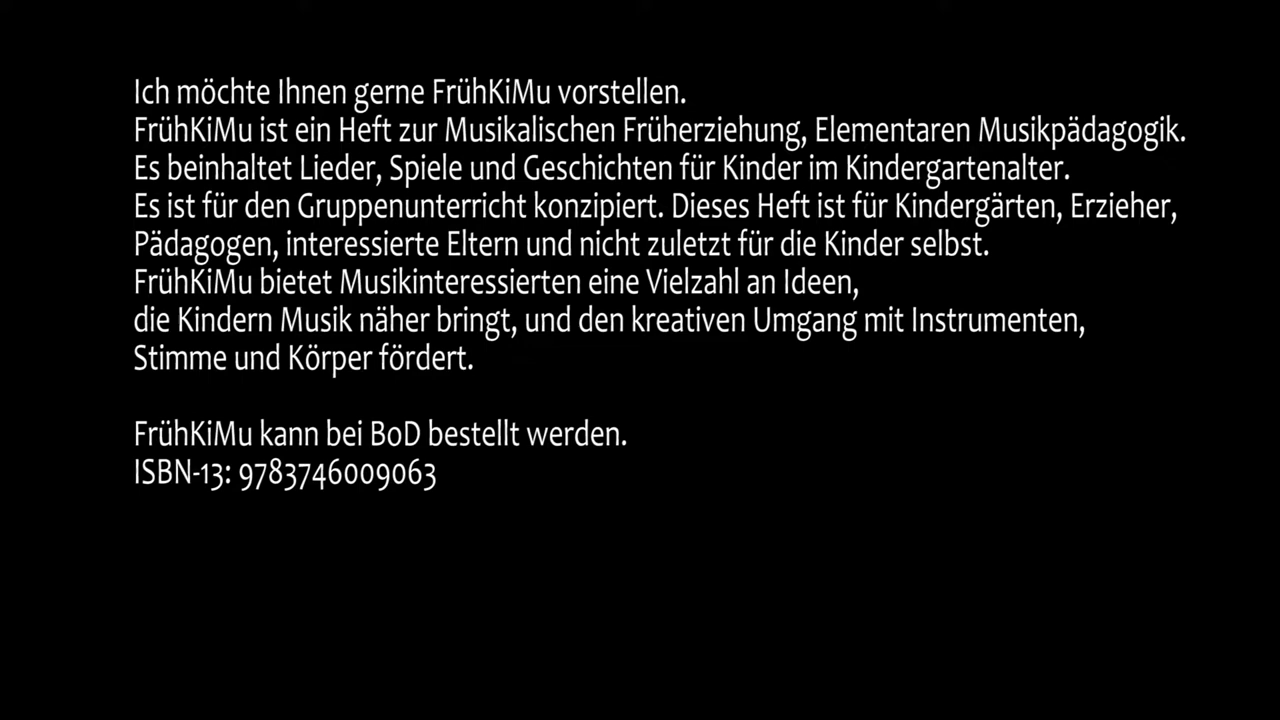 Ich möchte Ihnen gerne FrühKiMu vorstellen.
FrühKiMu ist ein Heft zur Musikalischen Früherziehung, Elementaren Musikpädagogik.
Es beinhaltet Lieder, Spiele und Geschichten für Kinder im Kindergartenalter.
Es ist für den Gruppenunterricht konzipiert. Dieses Heft ist für Kindergärten, Erzieher,
Pädagogen, interessierte Eltern und nicht zuletzt für die Kinder selbst.
FrühKiMu bietet Musikinteressierten eine Vielzahl an Ideen,
die Kindern Musik näher bringt, und den kreativen Umgang mit Instrumenten,
Stimme und Körper fördert.
FrühKiMu kann bei BoD bestellt werden.
ISBN-13: 9783746009063